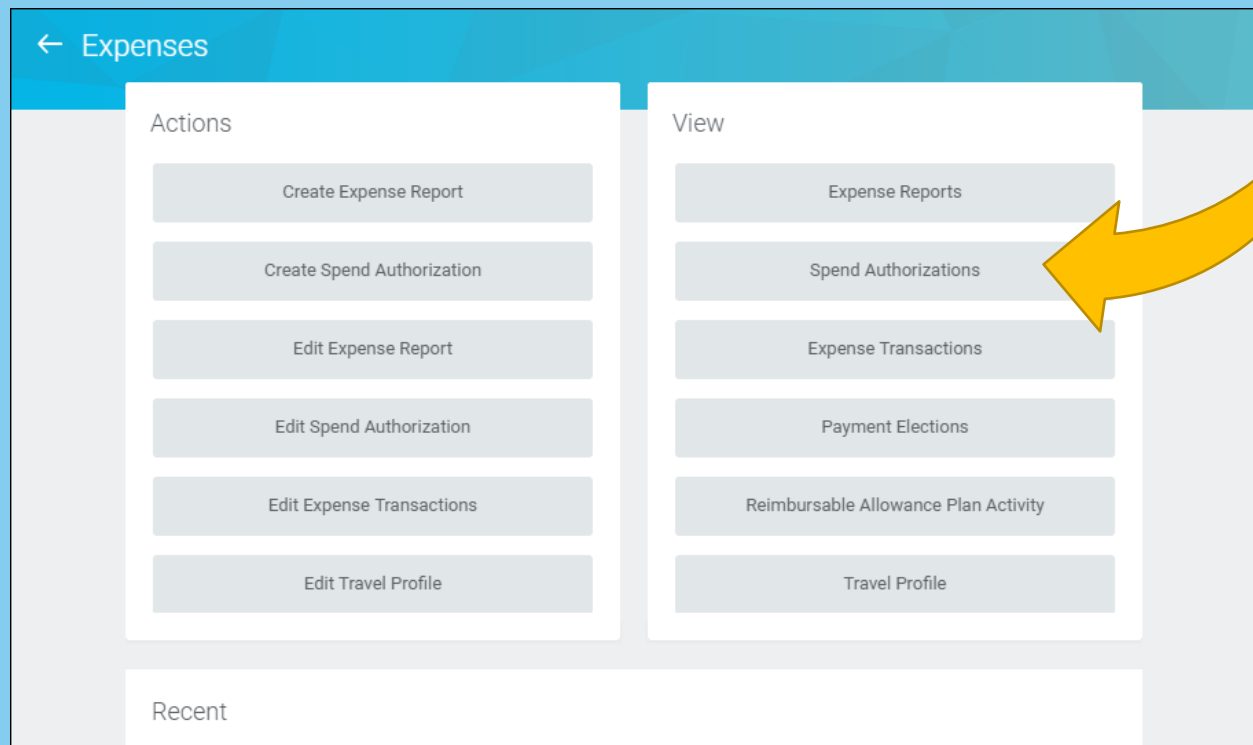 Expenses
Actions
Create Expense Report
Create Spend Authorization
Edit Expense Report
Edit Spend Authorization
Edit Expense Transactions
Edit Travel Profile
View
Expense Reports
Spend Authorizations
Expense Transactions
Payment Elections
Reimbursable Allowance Plan Activity
Travel Profile
Recent